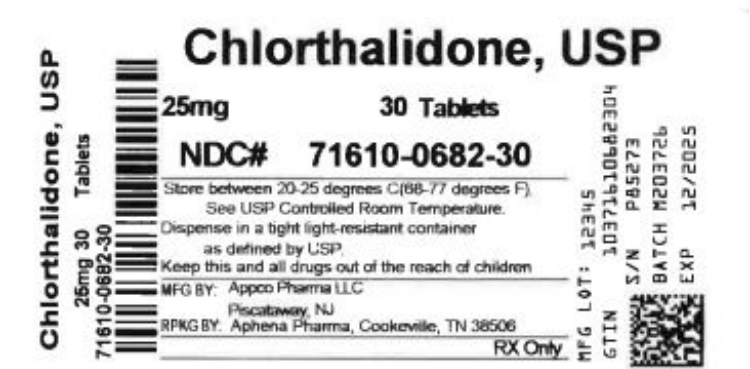 Chlorthalidone, USP
25mg 30 Tablets
71610-0682-30
Chlorthalidone, USP
25mg 30 Tablets
NDC# 71610-0682-30
Store between 20-25 degrees C(68-77 degrees F).
See USP Controlled Room Temperature.
Dispense in a tight light-resistant container
as defined by USP.
Keep this and all drugs out of the reach of children
MFG BY: Appco Pharma LLC
Piscataway, NJ
RPKG BY: Aphena Pharma, Cookeville, TN 38506
RX Only
MFG LOT: 12345
GTIN 10371610682304
S/N P85273
BATCH M203726
EXP 12/2025